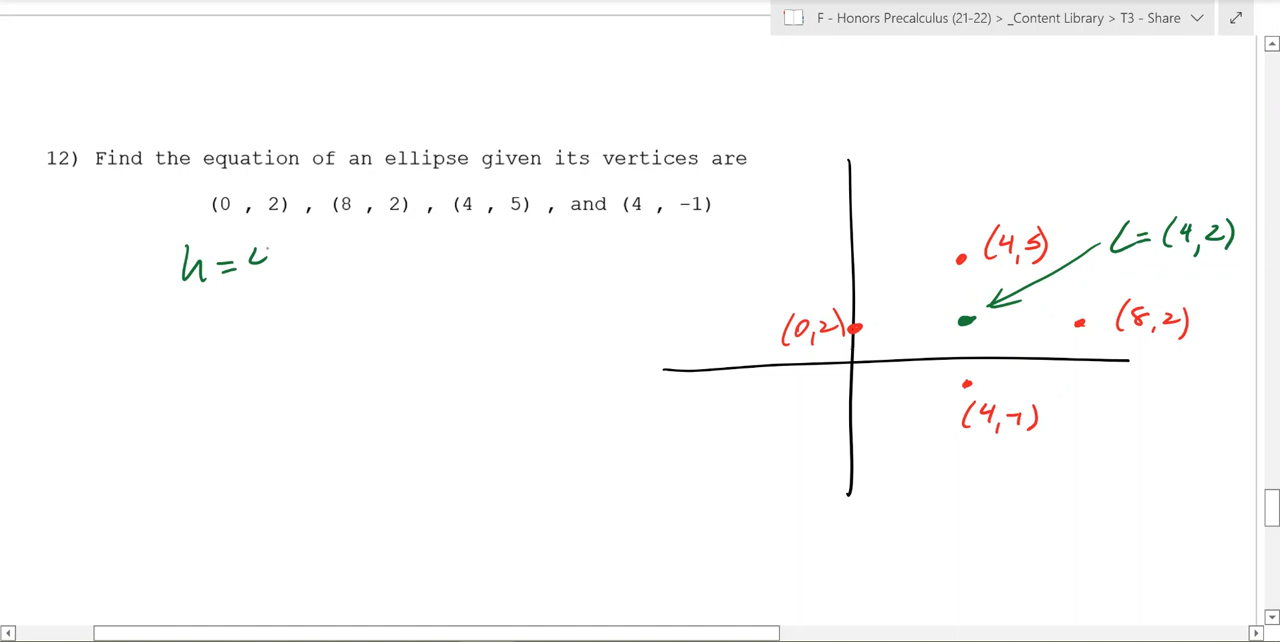 F - Honors Precalculus (21-22) > _Content Library > T3 - Share
12) Find the equation of an ellipse given its vertices are
(0 , 2) , (8 , 2) , (4 , 5) , and (4 , -1)
h = 4
(4,5)
C = (4,2)
(0,2)
(8,2)
(4,-1)